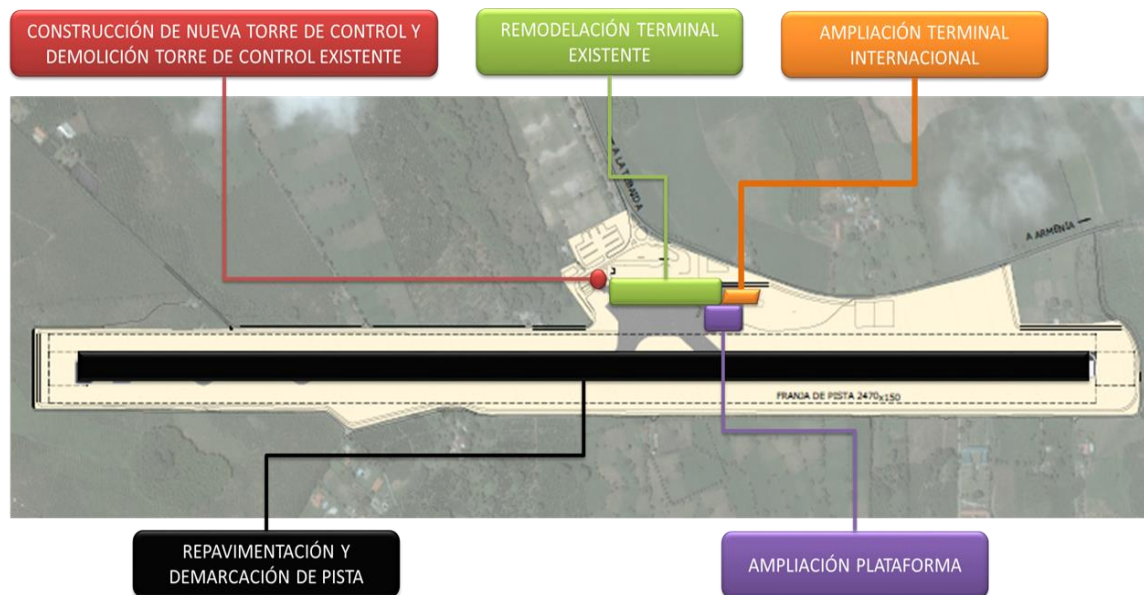 CONSTRUCCIÓN DE NUEVA TORRE DE CONTROL Y
DEMOLICIÓN TORRE DE CONTROL EXISTENTE
REMODELACIÓN TERMINAL
EXISTENTE
AMPLIACIÓN TERMINAL
INTERNACIONAL
A LA
A ARMENIA
FRANJA DE PISTA 2470x150
REPAVIMENTACIÓN Y
DEMARCACIÓN DE PISTA
AMPLIACIÓN PLATAFORMA